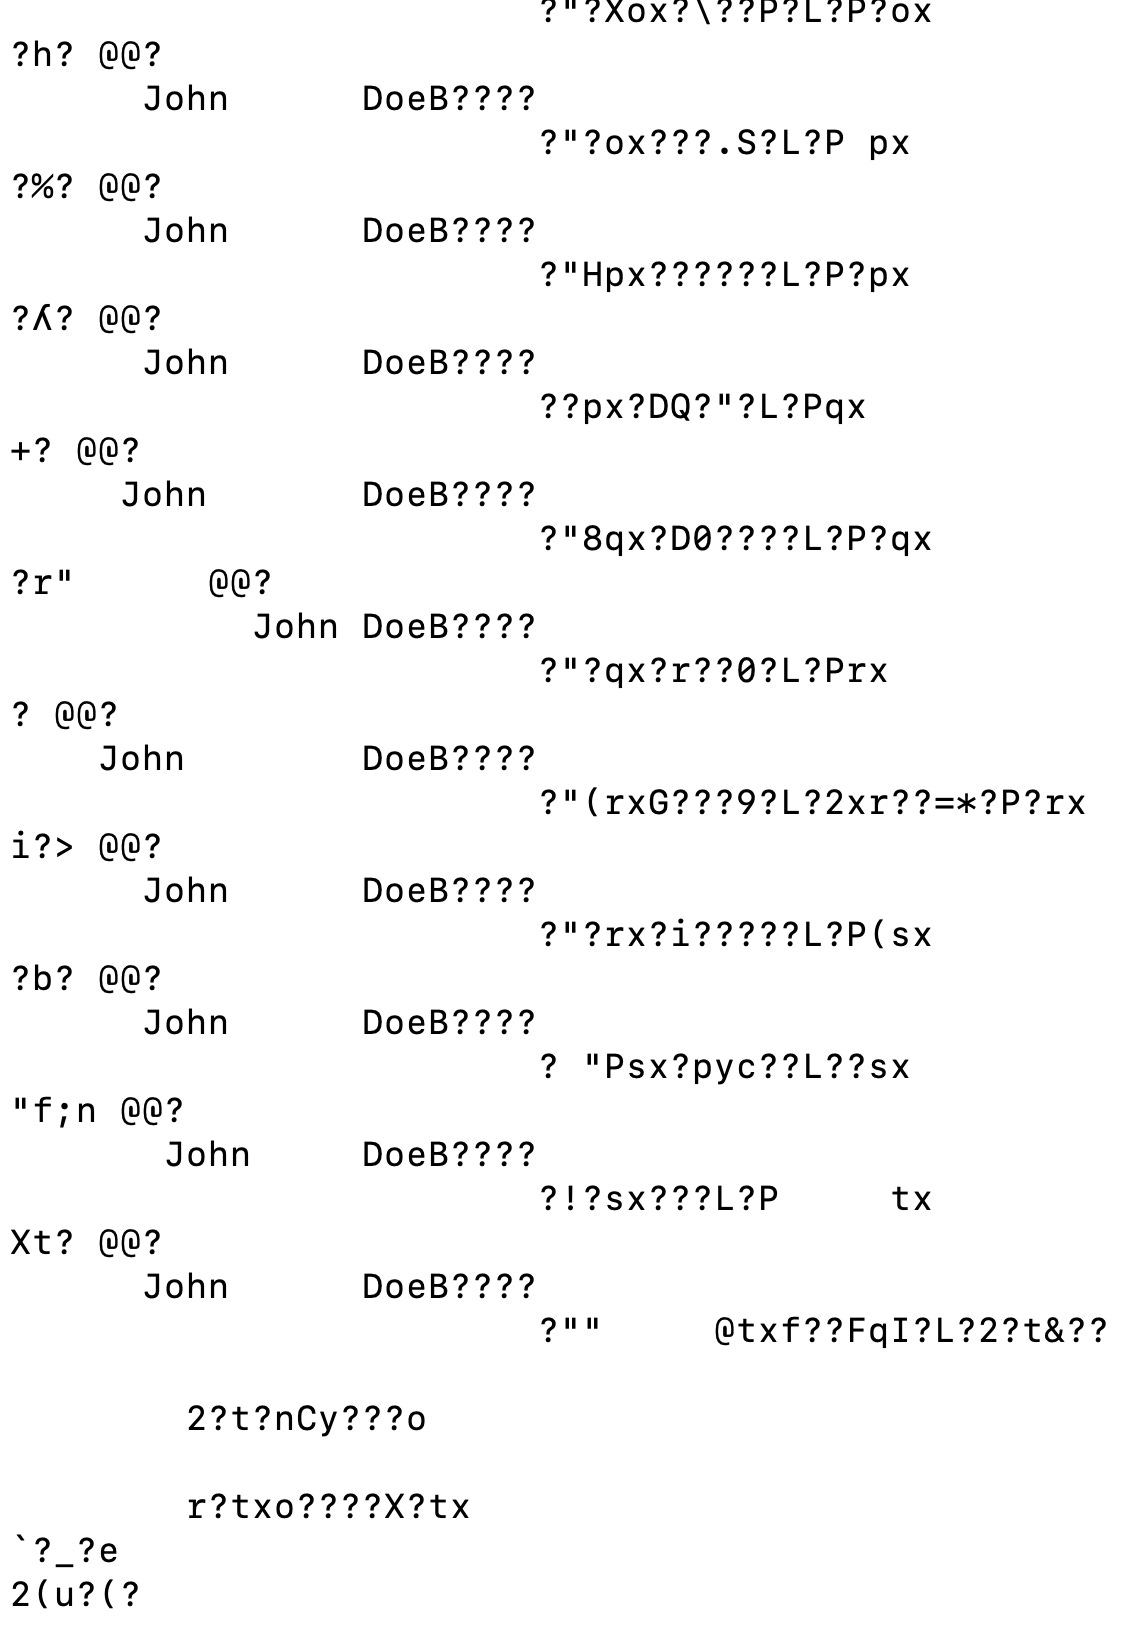 ?"?Xox?\??P?L?P?ox
?h? @@?
John DoeB????
?"?ox???.S?L?P px
?%? @@?
John DoeB????
?"Hpx??????L?P?px
?ʎ? @@?
John DoeB????
??px?DQ?"?L?Pqx
+? @@?
John DoeB????
?"8qx?D0????L?P?qx
?r" @@?
John DoeB????
?"?qx?r??0?L?Prx
? @@?
John DoeB????
?"(rxG???9?L?2xr??=*?P?rx
i?> @@?
John DoeB????
?"?rx?i?????L?P(sx
?b? @@?
John DoeB????
? "Psx?pyc??L??sx
"f;n @@?
John DoeB????
?!?sx???L?P tx
Xt? @@?
John DoeB????
?"" @txf??FqI?L?2?t&??
2?t?nCy???o
r?txo????X?tx
`?_?e
2(u?(?